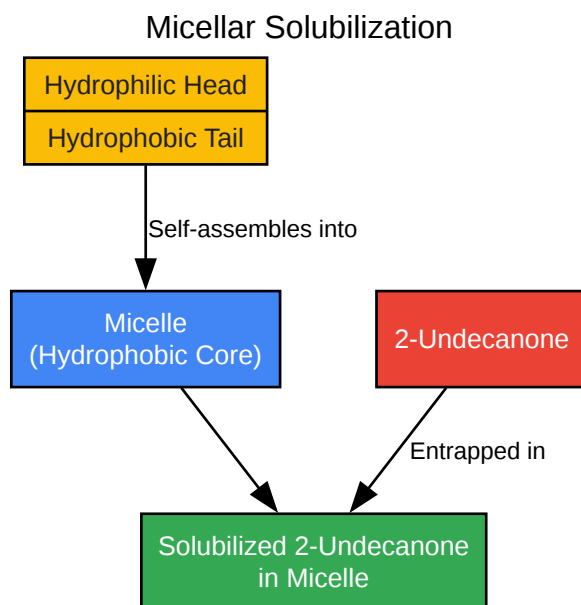 Micellar Solubilization
Hydrophilic Head
Hydrophobic Tail
Self-assembles into
Micelle
(Hydrophobic Core)
2-Undecanone
Entrapped in
Solubilized 2-Undecanone
in Micelle